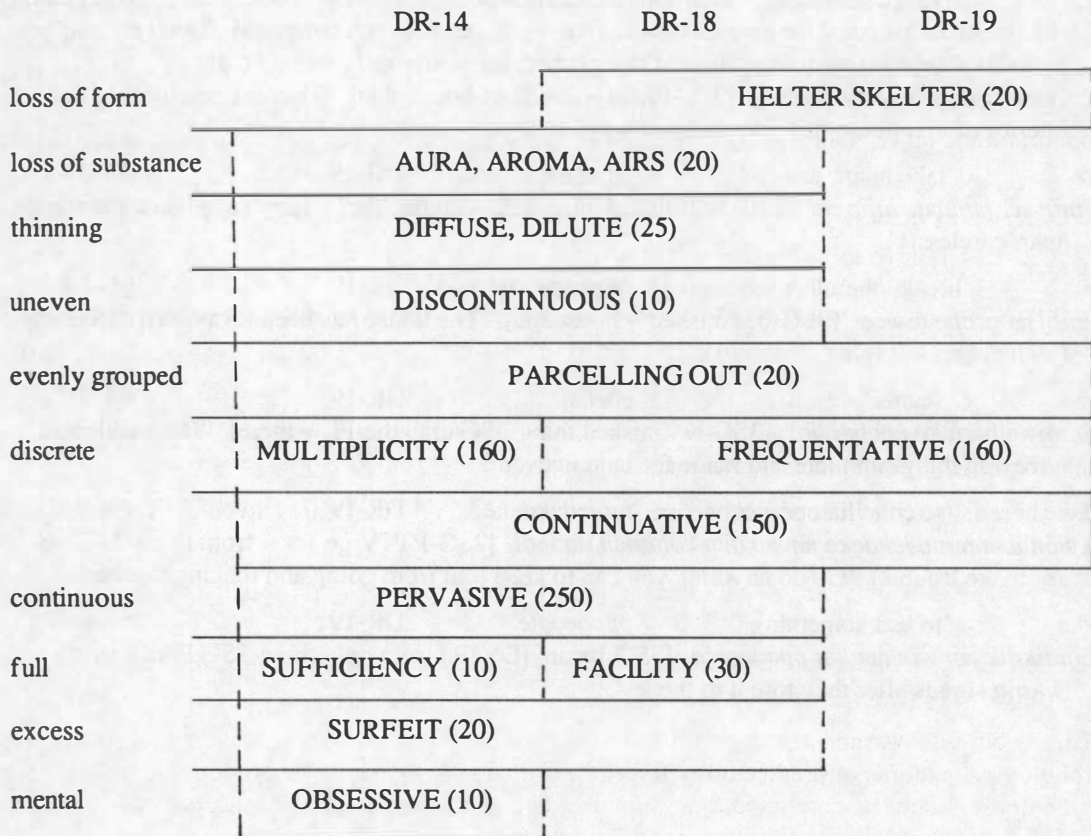 DR-14 DR-18 DR-19
loss of form HELTER SKELTER (20)
loss of substance AURA, AROMA, AIRS (20)
thinning DIFFUSE, DILUTE (25)
uneven DISCONTINUOUS (10)
evenly grouped PARCELLING OUT (20)
discrete MULTIPLICITY (160) FREQUENTATIVE (160)
CONTINUATIVE (150)
continuous PERVASIVE (250)
full SUFFICIENCY (10) FACILITY (30)
excess SURFEIT (20)
mental OBSESSIVE (10)